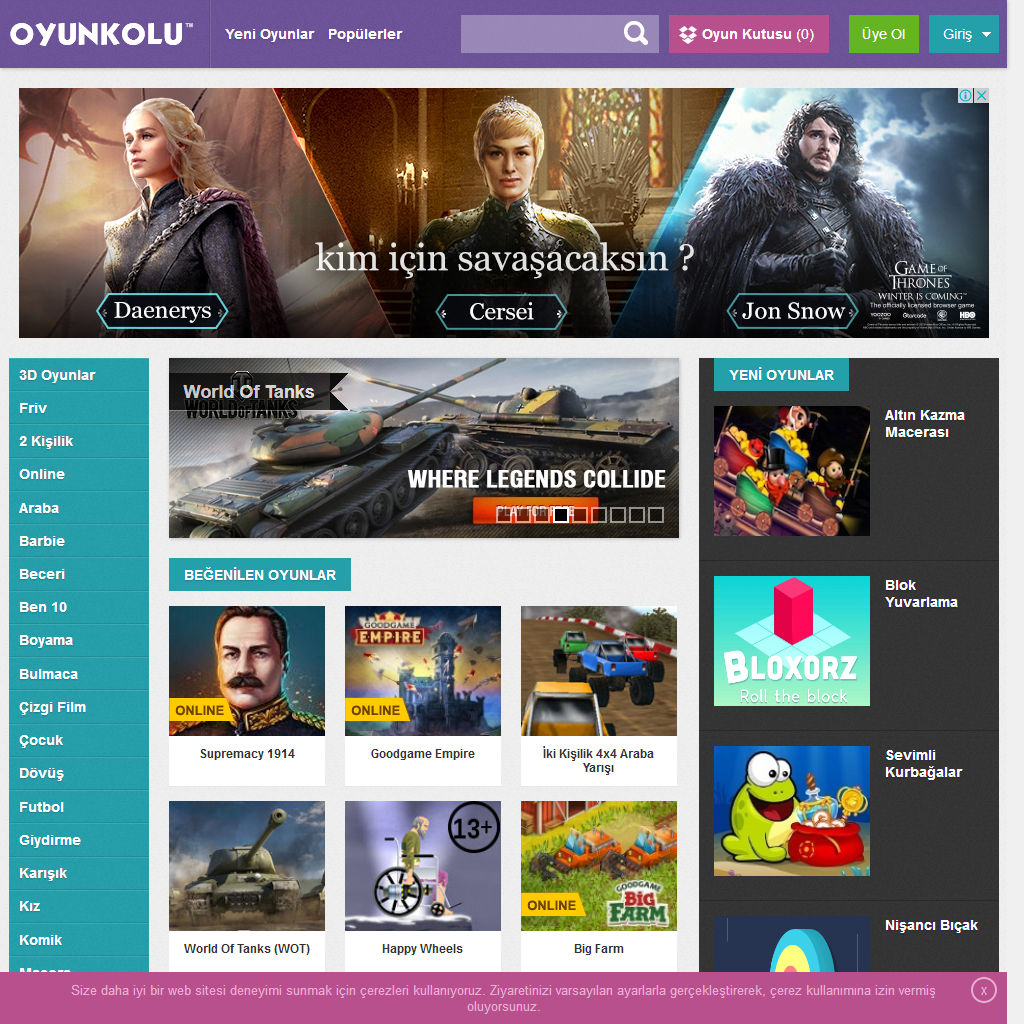 OYUNKOLU™
Yeni Oyunlar
Popülerler
Oyun Kutusu (0)
Üye Ol
Giriş
kim için savaşacaksın ?
Daenerys
Cersei
Jon Snow
GAME OF
THRONES
WINTER IS COMING™
The officially licensed browser game
3D Oyunlar
Friv
2 Kişilik
Online
Araba
Barbie
Beceri
Ben 10
Boyama
Bulmaca
Çizgi Film
Çocuk
Dövüş
Futbol
Giydirme
Karışık
Kız
Komik
World Of Tanks
WORLD OF TANKS
WHERE LEGENDS COLLIDE
PLAY FOR FREE
BEĞENİLEN OYUNLAR
ONLINE
Supremacy 1914
GOODGAME
EMPIRE
ONLINE
Goodgame Empire
İki Kişilik 4x4 Araba
Yarışı
World Of Tanks (WOT)
13+
Happy Wheels
ONLINE
GOODGAME
BIG
FARM
Big Farm
YENİ OYUNLAR
Altın Kazma
Macerası
BLOXORZ
Roll the block
Blok
Yuvarlama
Sevimli
Kurbağalar
Nişancı Bıçak
Size daha iyi bir web sitesi deneyimi sunmak için çerezleri kullanıyoruz. Ziyaretinizi varsayılan ayarlarla gerçekleştirerek, çerez kullanımına izin vermiş
oluyorsunuz.
x